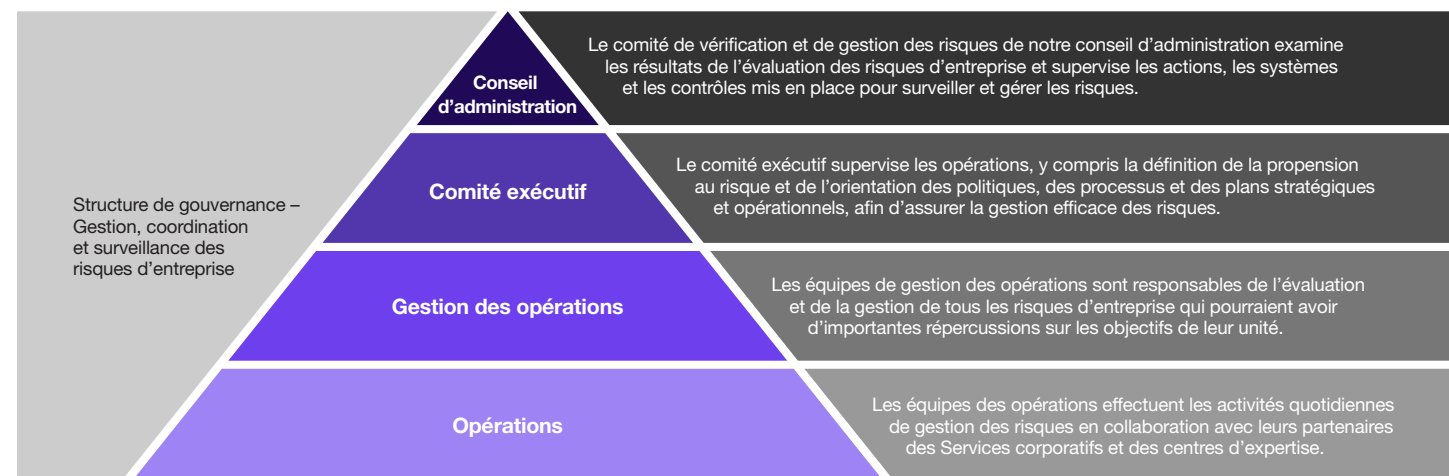 Conseil
d’administration
Le comité de vérification et de gestion des risques de notre conseil d’administration examine
les résultats de l’évaluation des risques d’entreprise et supervise les actions, les systèmes
et les contrôles mis en place pour surveiller et gérer les risques.
Structure de gouvernance –
Gestion, coordination
et surveillance des
risques d’entreprise
Comité exécutif
Le comité exécutif supervise les opérations, y compris la définition de la propension
au risque et de l’orientation des politiques, des processus et des plans stratégiques
et opérationnels, afin d’assurer la gestion efficace des risques.
Gestion des opérations
Les équipes de gestion des opérations sont responsables de l’évaluation
et de la gestion de tous les risques d’entreprise qui pourraient avoir
d’importantes répercussions sur les objectifs de leur unité.
Opérations
Les équipes des opérations effectuent les activités quotidiennes
de gestion des risques en collaboration avec leurs partenaires
des Services corporatifs et des centres d’expertise.